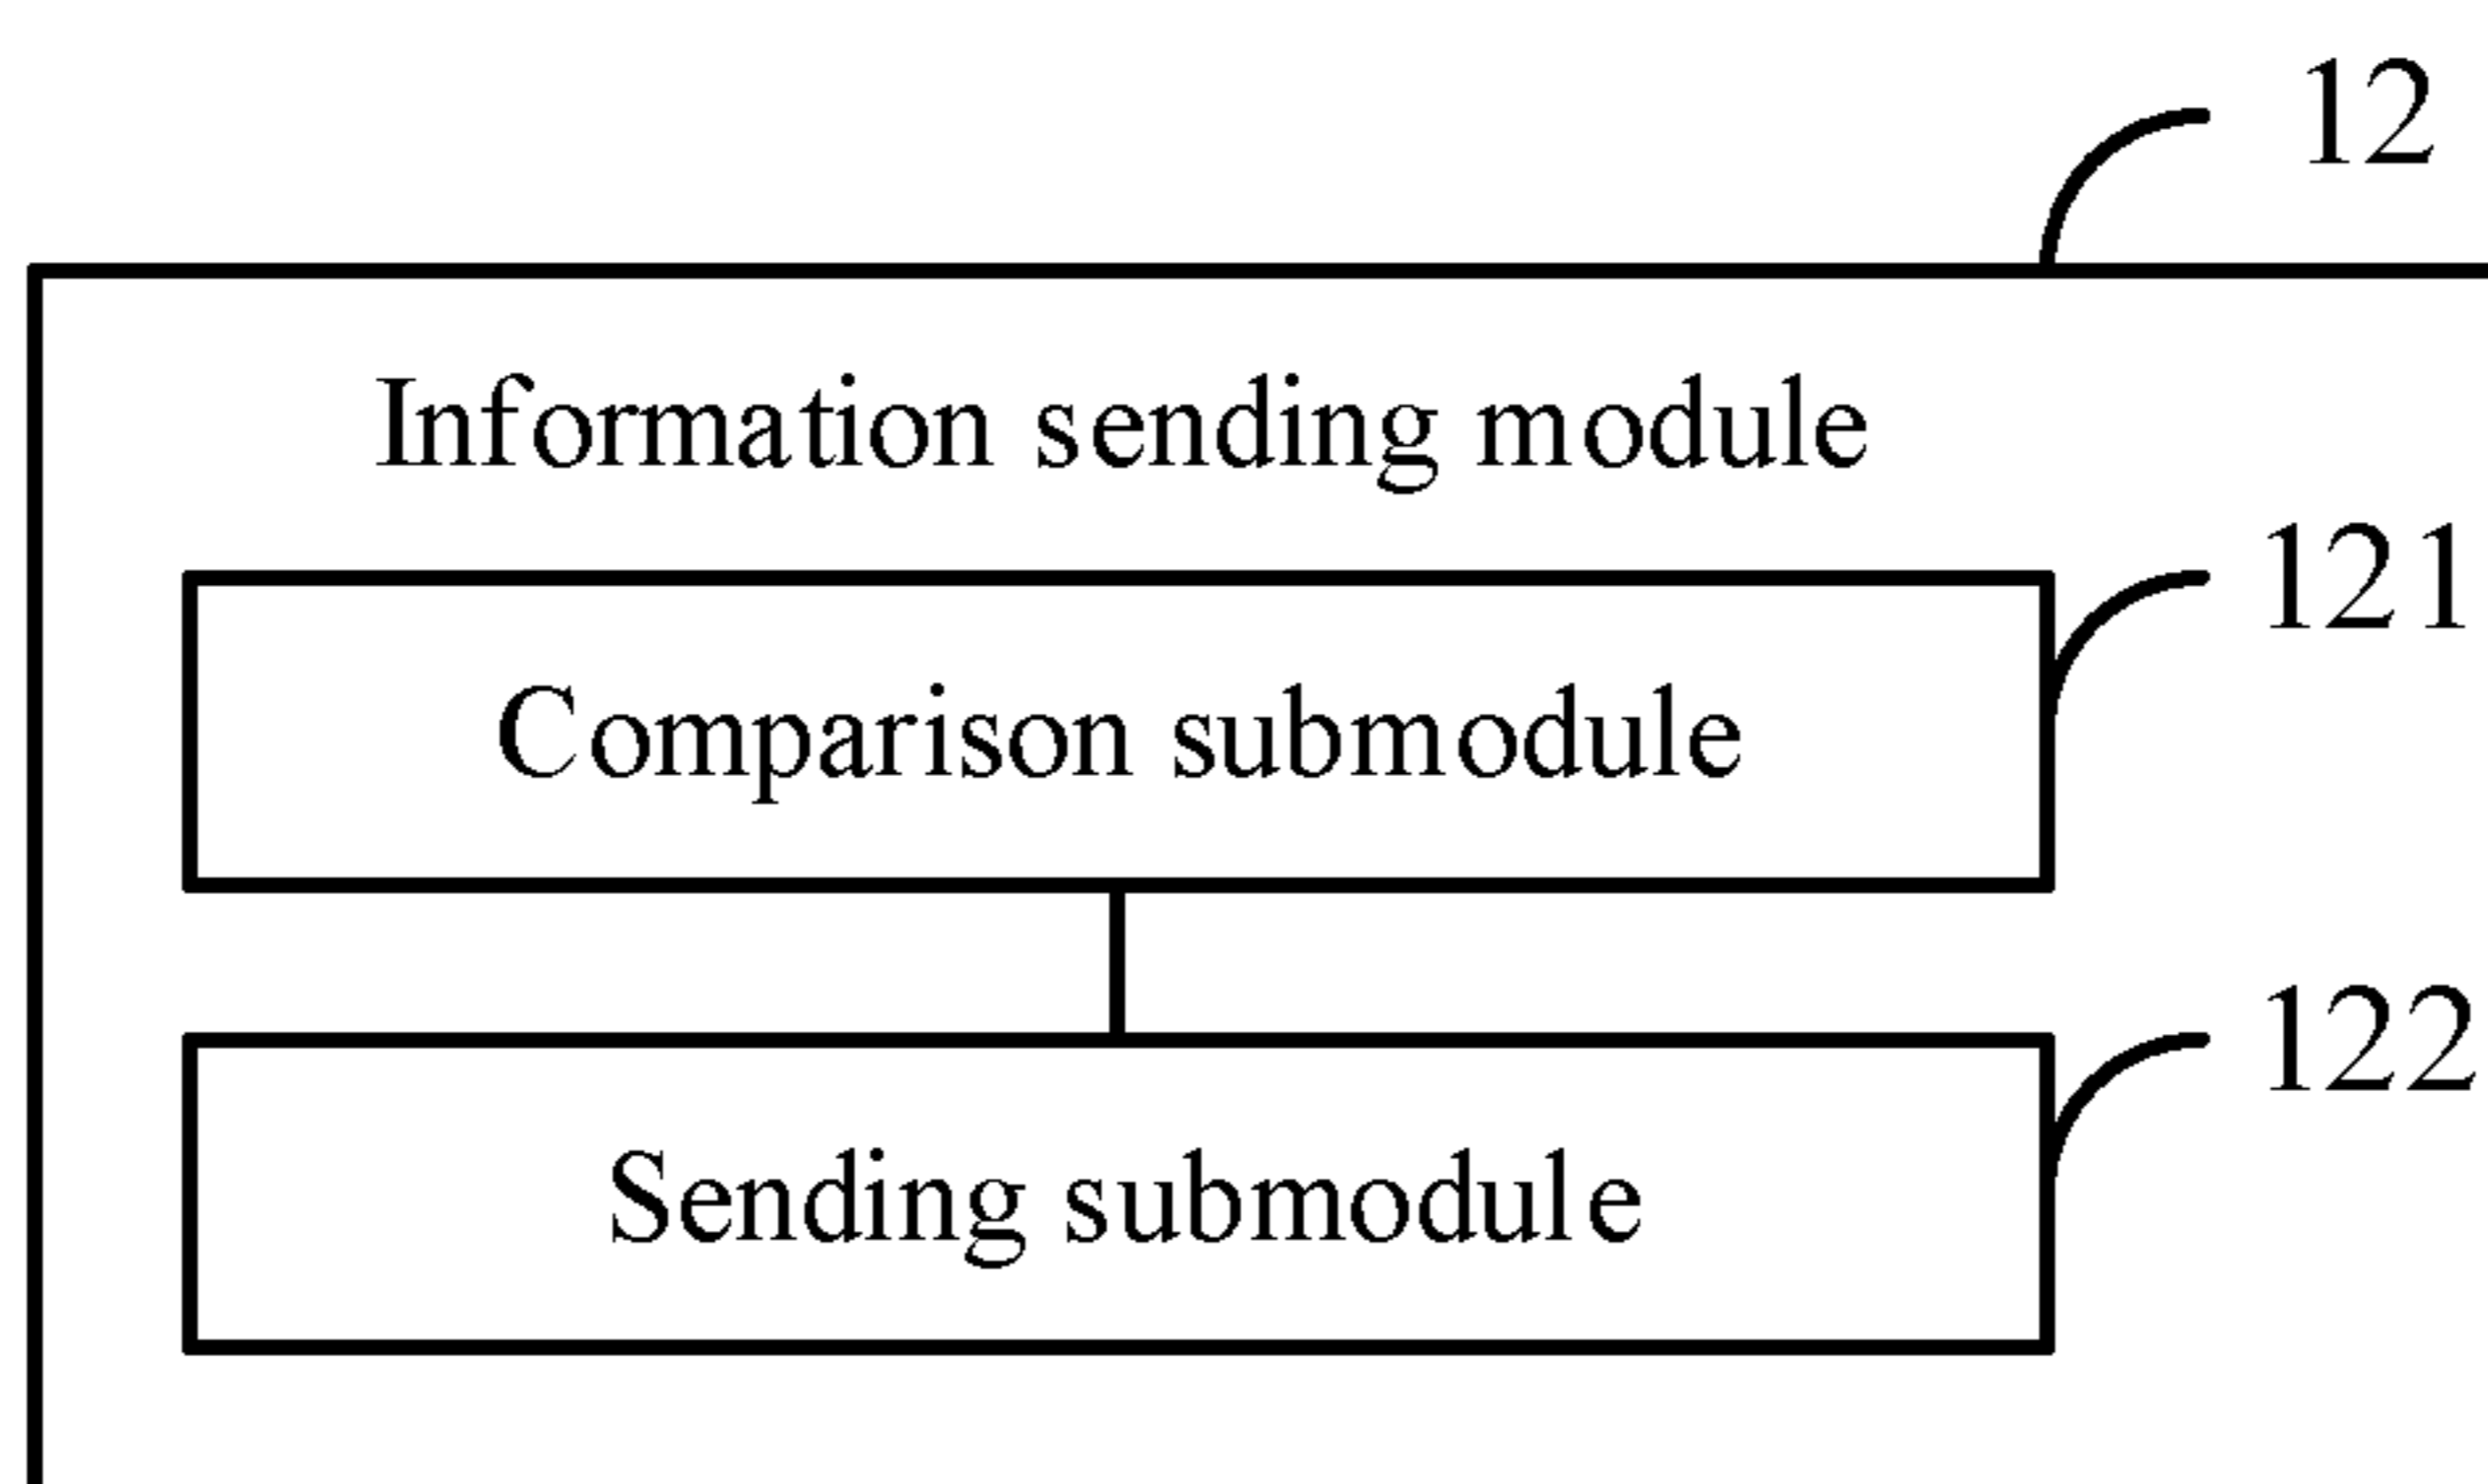 12
Information sending module
121
Comparison submodule
122
Sending submodule